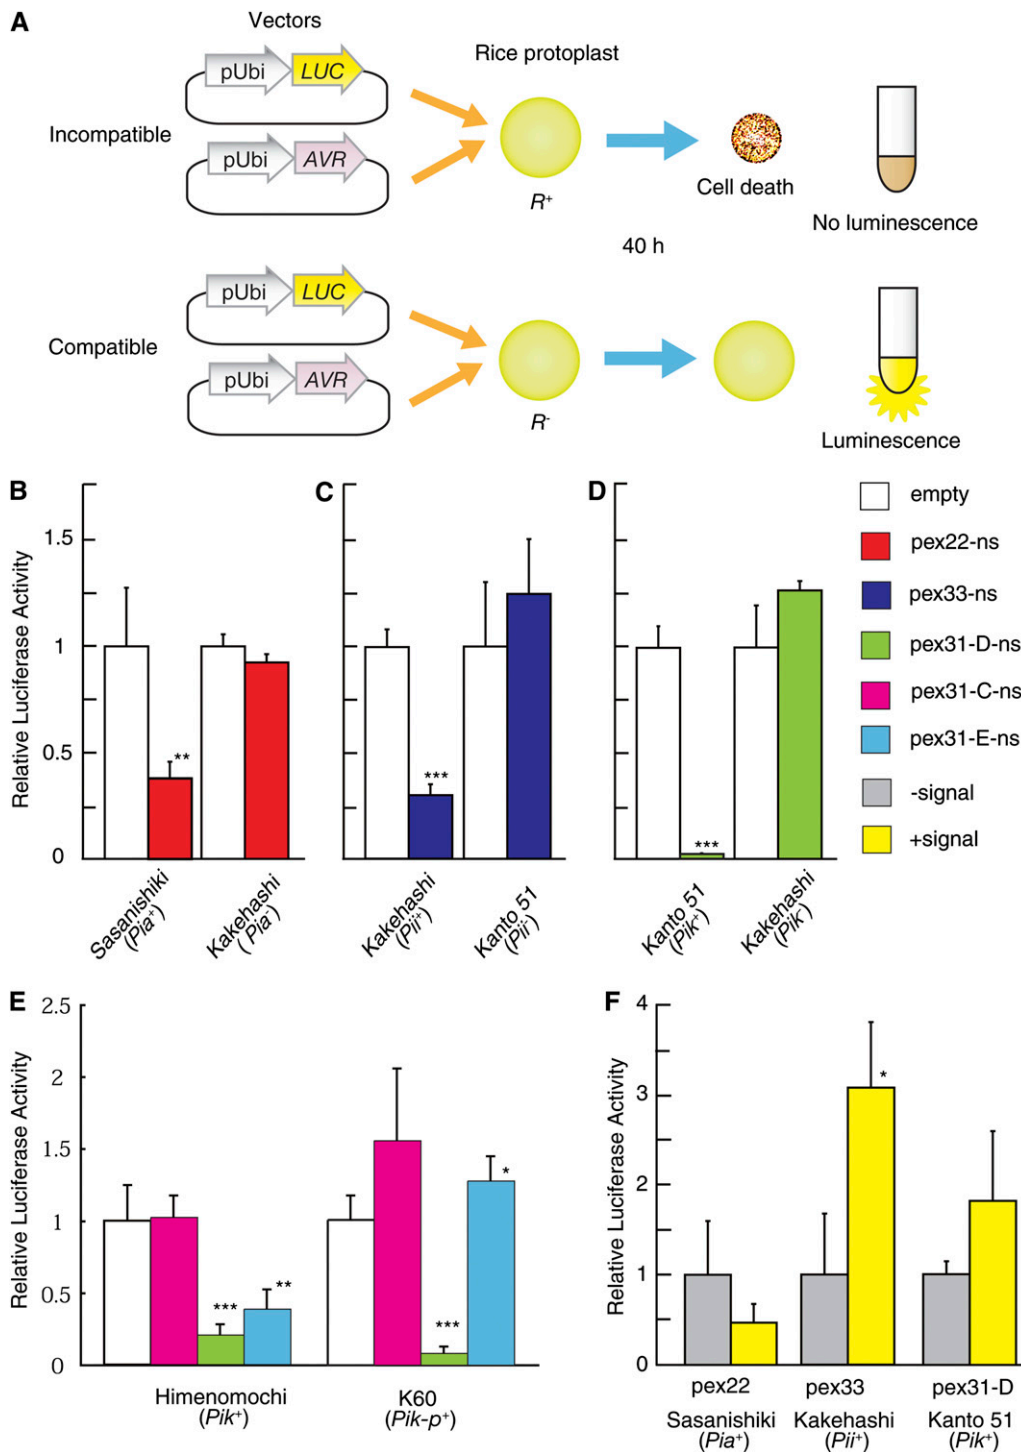 A
Vectors
pUbi LUC
Rice protoplast
Incompatible
pUbi AVR
R+
Cell death
No luminescence
40 h
pUbi LUC
Compatible
pUbi AVR
R-
Luminescence
B
C
D
Relative Luciferase Activity
1.5
1
0.5
0
**
***
***
Sasanishiki
(Pia+)
Kakehashi
(Pia-)
Kakehashi
(Pii+)
Kanto 51
(Pii-)
Kanto 51
(Pik+)
Kakehashi
(Pik-)
empty
pex22-ns
pex33-ns
pex31-D-ns
pex31-C-ns
pex31-E-ns
-signal
+signal
E
Relative Luciferase Activity
2.5
2
1.5
1
0.5
0
***
**
***
*
Himenomochi
(Pik+)
K60
(Pik-p+)
F
Relative Luciferase Activity
4
3
2
1
0
*
pex22
Sasanishiki
(Pia+)
pex33
Kakehashi
(Pii+)
pex31-D
Kanto 51
(Pik+)